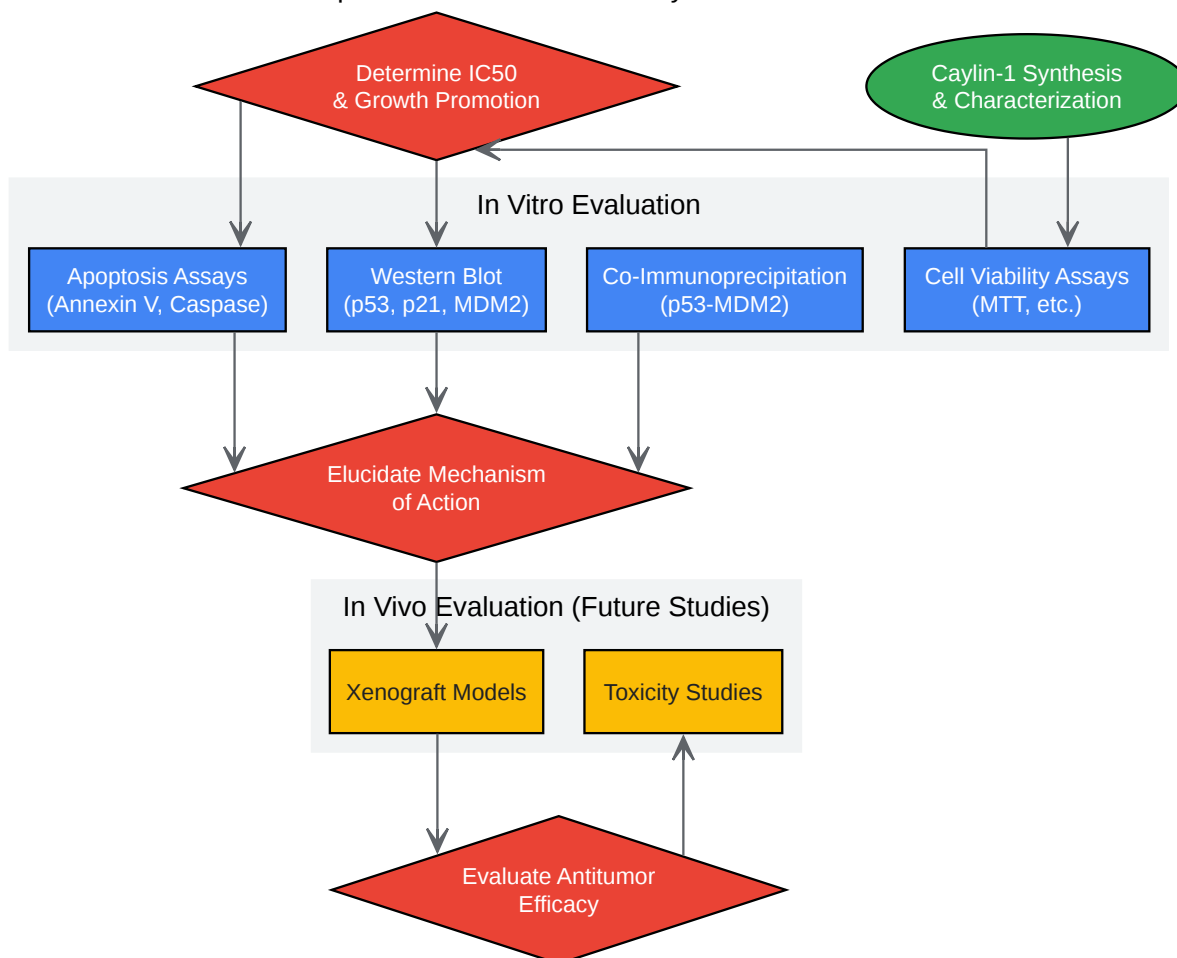 Determine IC50
& Growth Promotion
Caylin-1 Synthesis
& Characterization
In Vitro Evaluation
Apoptosis Assays
(Annexin V, Caspase)
Western Blot
(p53, p21, MDM2)
Co-Immunoprecipitation
(p53-MDM2)
Cell Viability Assays
(MTT, etc.)
Elucidate Mechanism
of Action
In Vivo Evaluation (Future Studies)
Xenograft Models
Toxicity Studies
Evaluate Antitumor
Efficacy